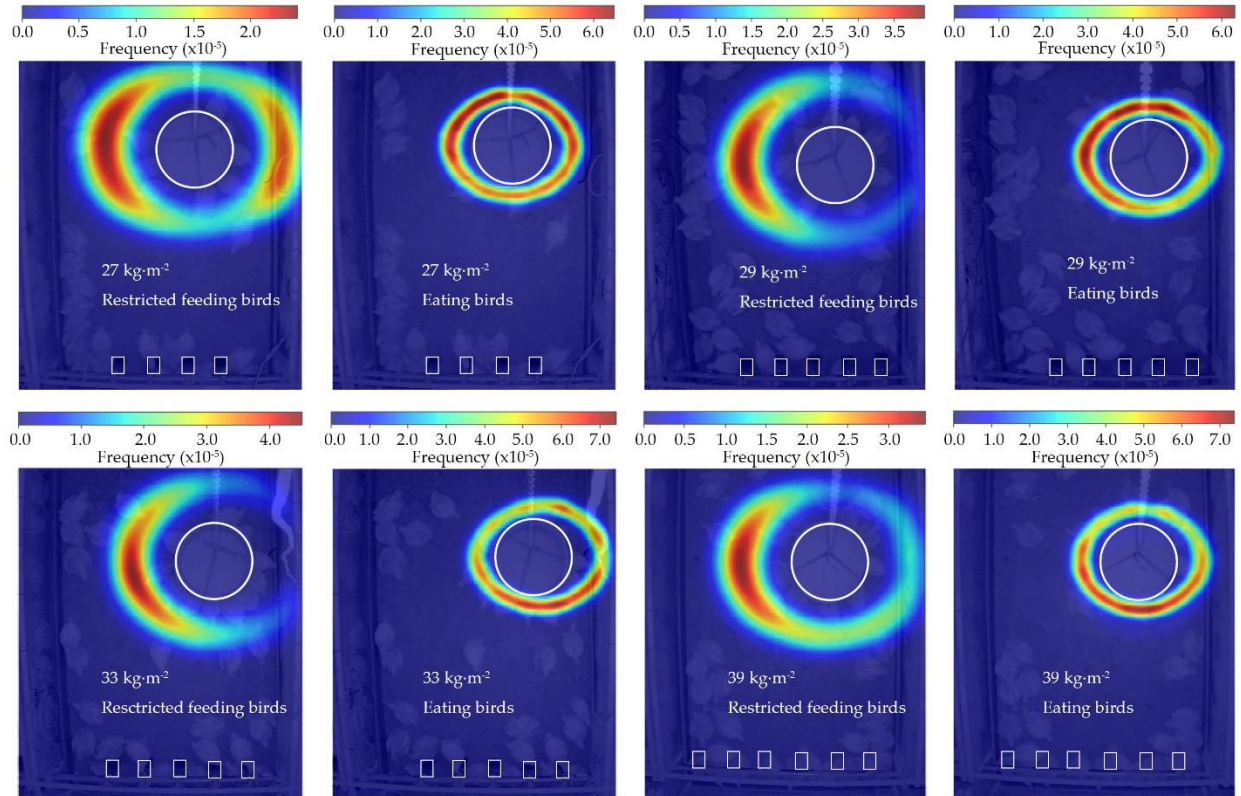 0.0 0.5 1.0 1.5 2.0
Frequency (x10⁻⁵)
27 kg·m⁻²
Restricted feeding birds
0.0 1.0 2.0 3.0 4.0 5.0 6.0
Frequency (x10⁻⁵)
27 kg·m⁻²
Eating birds
0.0 0.5 1.0 1.5 2.0 2.5 3.0 3.5
Frequency (x10⁻⁵)
29 kg·m⁻²
Restricted feeding birds
0.0 1.0 2.0 3.0 4.0 5.0 6.0
Frequency (x10⁻⁵)
29 kg·m⁻²
Eating birds
0.0 1.0 2.0 3.0 4.0
Frequency (x10⁻⁵)
33 kg·m⁻²
Resctricted feeding birds
0.0 1.0 2.0 3.0 4.0 5.0 6.0 7.0
Frequency (x10⁻⁵)
33 kg·m⁻²
Eating birds
0.0 0.5 1.0 1.5 2.0 2.5 3.0
Frequency (x10⁻⁵)
39 kg·m⁻²
Restricted feeding birds
0.0 1.0 2.0 3.0 4.0 5.0 6.0 7.0
Frequency (x10⁻⁵)
39 kg·m⁻²
Eating birds